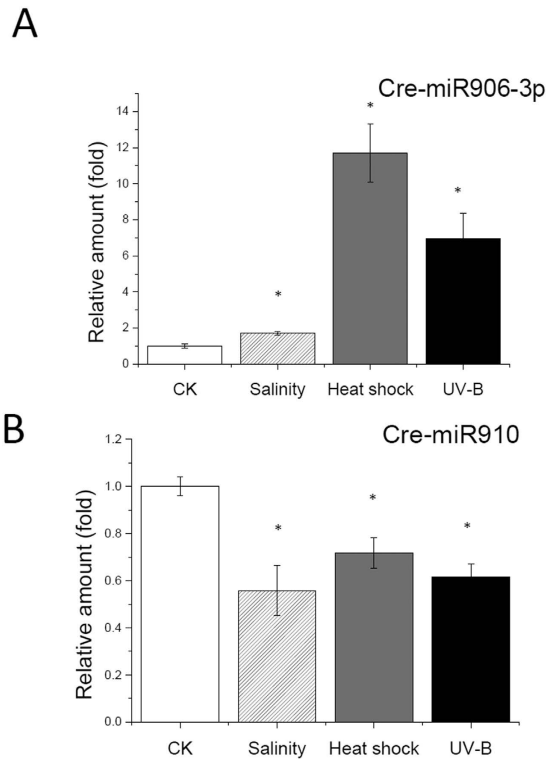 A
Cre-miR906-3p
Relative amount (fold)
14
12
10
8
6
4
2
0
*
*
*
CK Salinity Heat shock UV-B
B
Cre-miR910
Relative amount (fold)
1.2
1.0
0.8
0.6
0.4
0.2
0.0
*
*
*
CK Salinity Heat shock UV-B